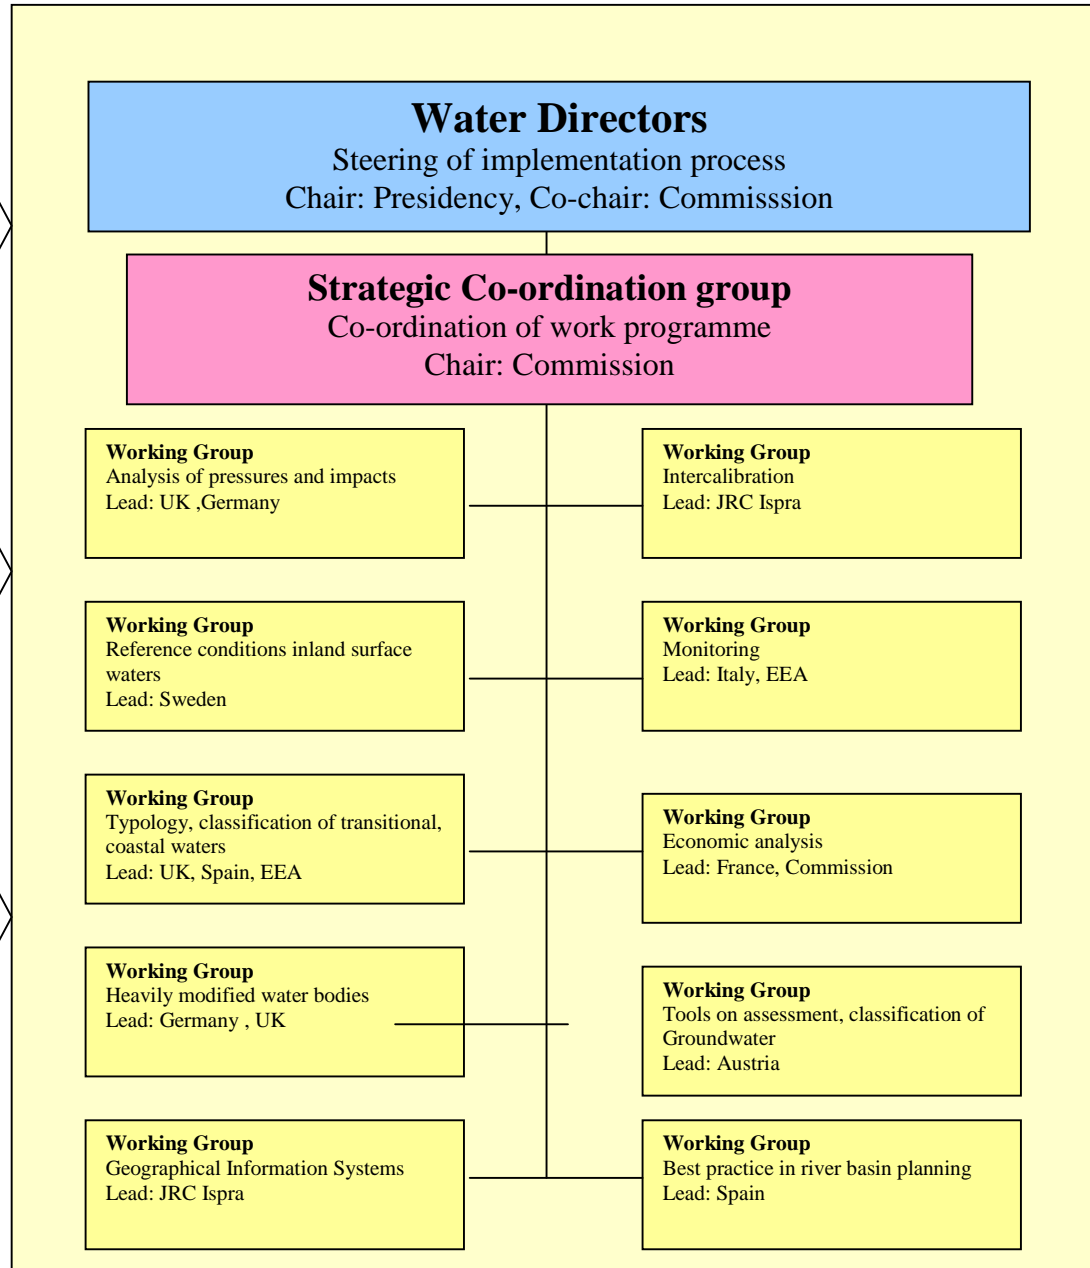 Water Directors
Steering of implementation process
Chair: Presidency, Co-chair: Commisssion
Strategic Co-ordination group
Co-ordination of work programme
Chair: Commission
Working Group
Analysis of pressures and impacts
Lead: UK ,Germany
Working Group
Intercalibration
Lead: JRC Ispra
Working Group
Reference conditions inland surface
waters
Lead: Sweden
Working Group
Monitoring
Lead: Italy, EEA
Working Group
Typology, classification of transitional,
coastal waters
Lead: UK, Spain, EEA
Working Group
Economic analysis
Lead: France, Commission
Working Group
Heavily modified water bodies
Lead: Germany , UK
Working Group
Tools on assessment, classification of
Groundwater
Lead: Austria
Working Group
Geographical Information Systems
Lead: JRC Ispra
Working Group
Best practice in river basin planning
Lead: Spain